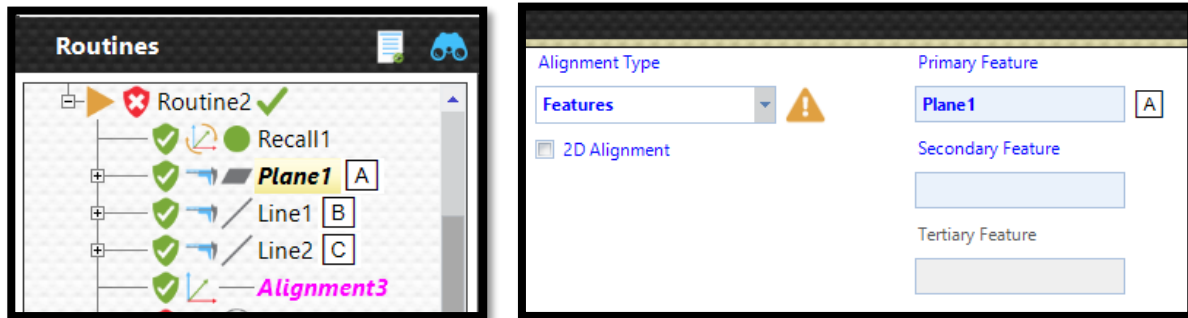 Routines
Routine2
Recall1
Plane1 A
Line1 B
Line2 C
Alignment3
Alignment Type
Features
2D Alignment
Primary Feature
Plane1 A
Secondary Feature
Tertiary Feature